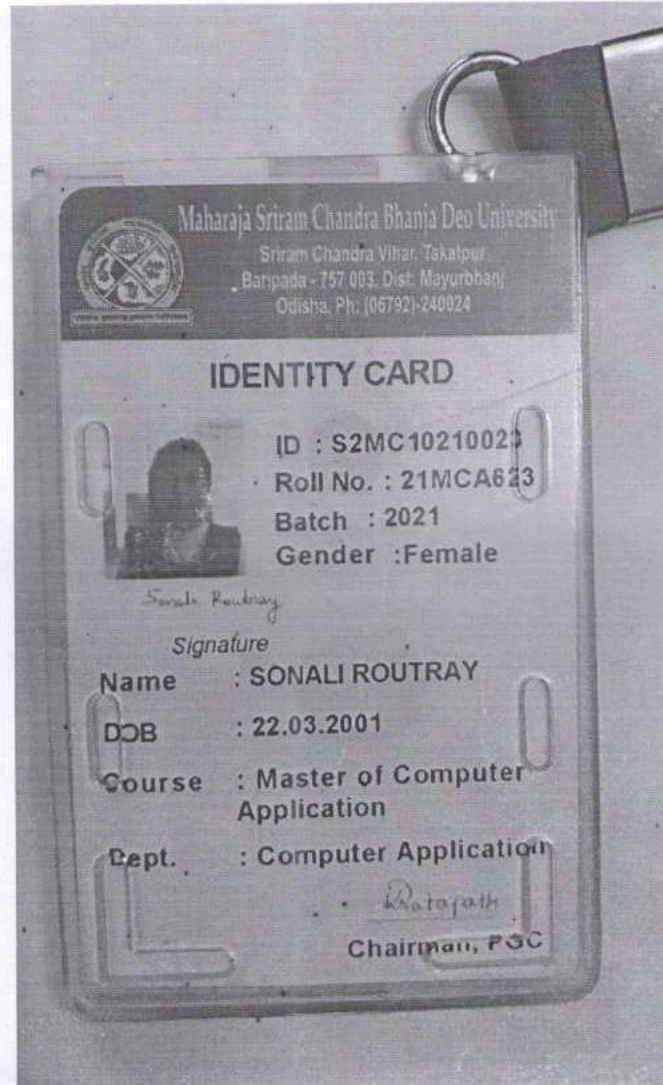 Maharaja Sriram Chandra Bhanja Deo University
Sriram Chandra Vihar, Takatpur
Baripada - 757 003, Dist: Mayurbhanj
Odisha, Ph: (06792)-240024
IDENTITY CARD
ID : S2MC10210023
Roll No. : 21MCA623
Batch : 2021
Gender :Female
Sonali Routray
Signature
Name : SONALI ROUTRAY
DOB : 22.03.2001
Course : Master of Computer
Application
Dept. : Computer Application
Chairman, PGC